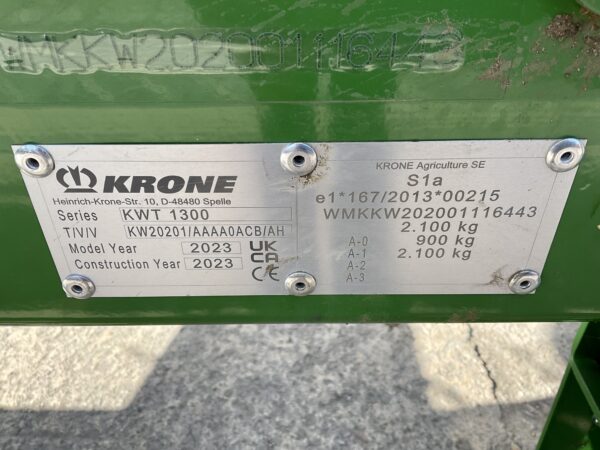 WMKKW202001116443
KRONE
Heinrich-Krone-Str. 10, D-48480 Spelle
Series KWT 1300
T/V/V KW20201/AAAA0ACB/AH
Model Year 2023
Construction Year 2023
UK CA
CE
KRONE Agriculture SE
S1a
e1*167/2013*00215
WMKKW202001116443
2.100 kg
A-0 900 kg
A-1 2.100 kg
A-2
A-3